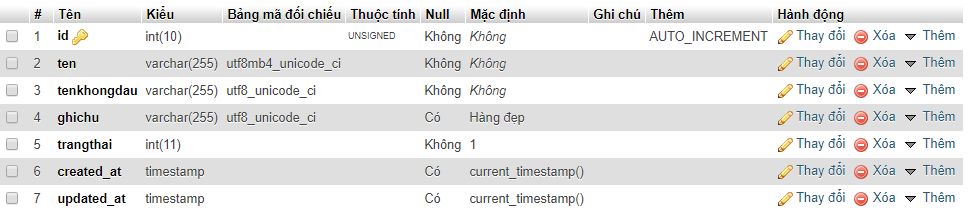 # Tên Kiểu Bảng mã đối chiếu Thuộc tính Null Mặc định Ghi chú Thêm Hành động
1 id int(10) UNSIGNED Không Không AUTO_INCREMENT Thay đổi Xóa Thêm
2 ten varchar(255) utf8mb4_unicode_ci Không Không Thay đổi Xóa Thêm
3 tenkhongdau varchar(255) utf8_unicode_ci Không Không Thay đổi Xóa Thêm
4 ghichu varchar(255) utf8_unicode_ci Có Hàng đẹp Thay đổi Xóa Thêm
5 trangthai int(11) Không 1 Thay đổi Xóa Thêm
6 created_at timestamp Có current_timestamp() Thay đổi Xóa Thêm
7 updated_at timestamp Có current_timestamp() Thay đổi Xóa Thêm